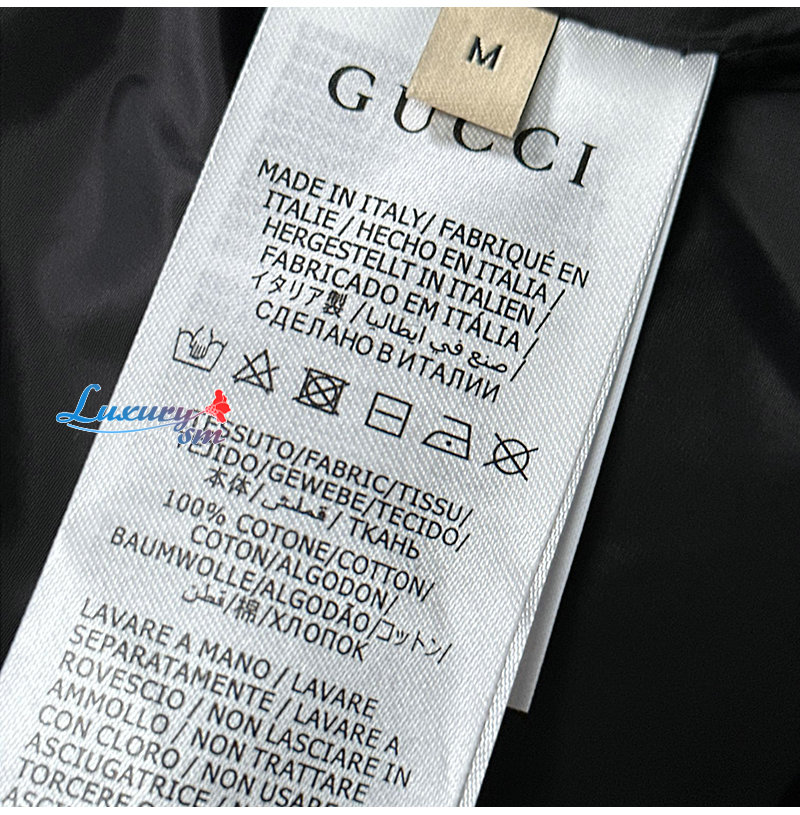 M
GUCCI
MADE IN ITALY/ FABRIQUÉ EN
ITALIE / HECHO EN ITALIA /
HERGESTELLT IN ITALIEN /
FABRICADO EM ITÁLIA /
イタリア製 / صنع في ايطاليا /
СДЕЛАНО В ИТАЛИИ
Luxury
sm
TESSUTO/FABRIC/TISSU/
TEJIDO/GEWEBE/TECIDO/
本体/قماش/ ТКАНЬ
100% COTONE/COTTON/
COTON/ALGODON/
BAUMWOLLE/ALGODÃO/コットン/
قطن/棉/ХЛОПОК
LAVARE A MANO / LAVARE
SEPARATAMENTE / LAVARE A
ROVESCIO / NON LASCIARE IN
AMMOLLO / NON TRATTARE
CON CLORO / NON USARE
ASCIUGATRICE / NON
TORCERE